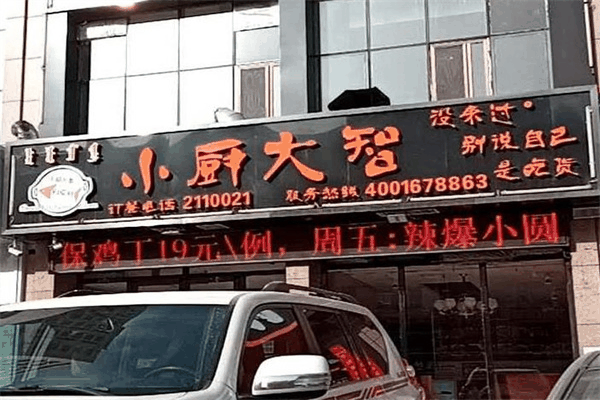 小厨大智
没来过。
别说自己
是吃货
订餐电话 2110021
服务热线 4001678863
保鸡丁19元\例，周五:辣爆小圆